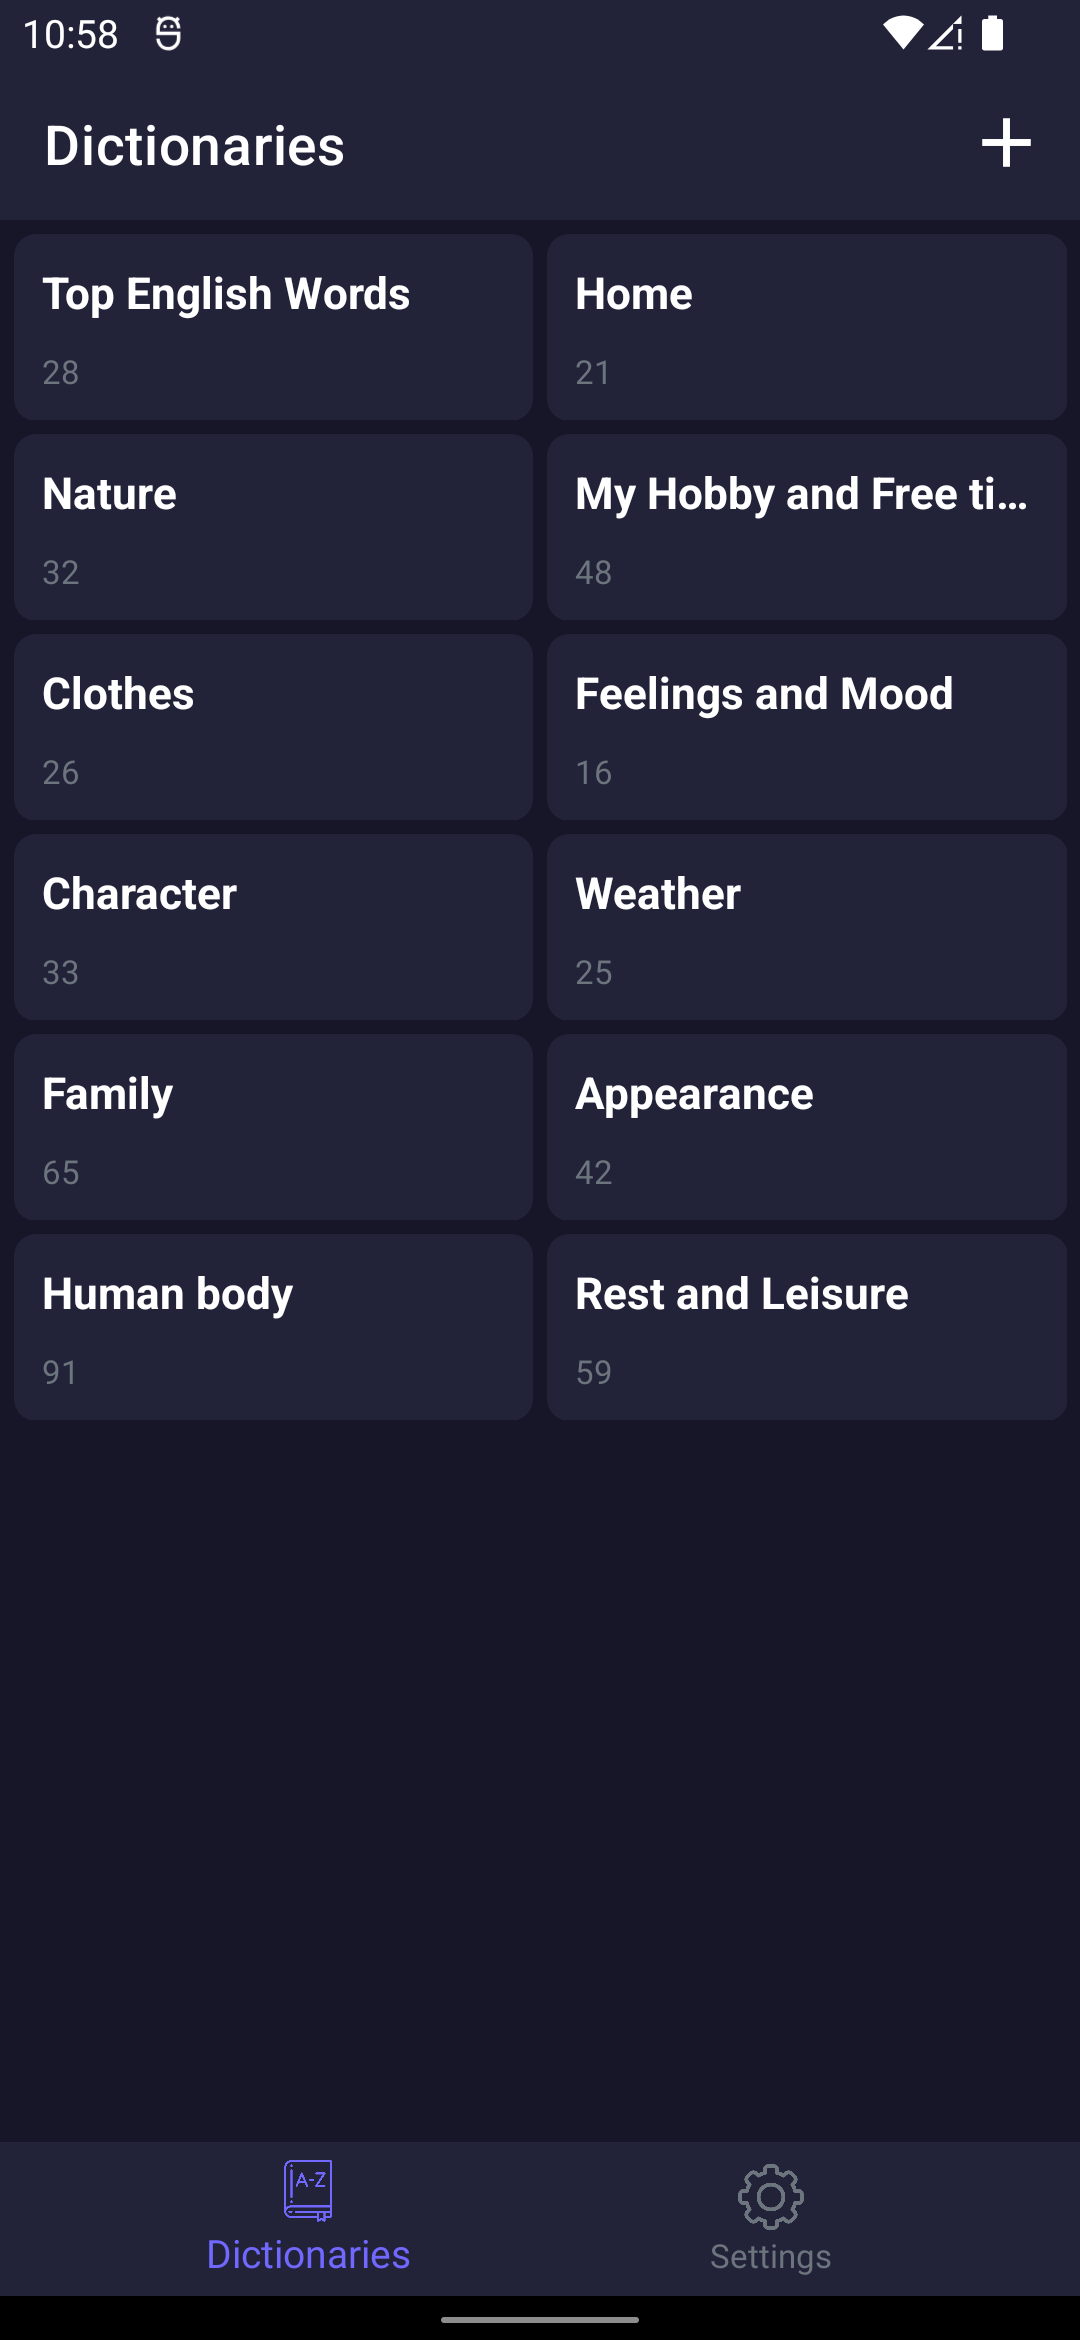 10:58
Dictionaries
Top English Words
28
Home
21
Nature
32
My Hobby and Free ti...
48
Clothes
26
Feelings and Mood
16
Character
33
Weather
25
Family
65
Appearance
42
Human body
91
Rest and Leisure
59
A-Z
Dictionaries
Settings